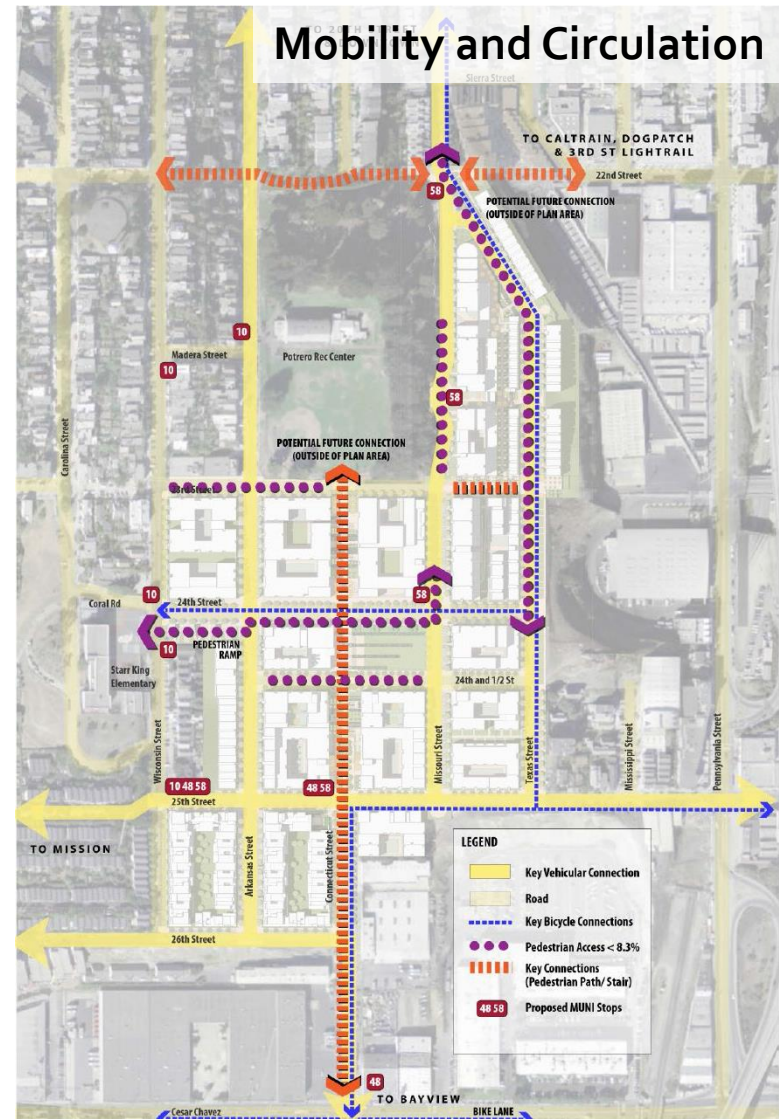 Mobility and Circulation
Sierra Street
TO CALTRAIN, DOGPATCH
& 3RD ST LIGHTRAIL
22nd Street
58
POTENTIAL FUTURE CONNECTION
(OUTSIDE OF PLAN AREA)
10
Madera Street
Potrero Rec Center
10
58
Carolina Street
POTENTIAL FUTURE CONNECTION
(OUTSIDE OF PLAN AREA)
23rd Street
10
58
Coral Rd
24th Street
10
PEDESTRIAN
RAMP
Starr King
Elementary
24th and 1/2 St
Wisconsin Street
Missouri Street
Texas Street
Mississippi Street
Pennsylvania Street
10 48 58
48 58
25th Street
TO MISSION
Arkansas Street
Connecticut Street
26th Street
LEGEND
Key Vehicular Connection
Road
Key Bicycle Connections
Pedestrian Access < 8.3%
Key Connections
(Pedestrian Path/ Stair)
48 58
Proposed MUNI Stops
48
TO BAYVIEW
Cesar Chavez
BIKE LANE